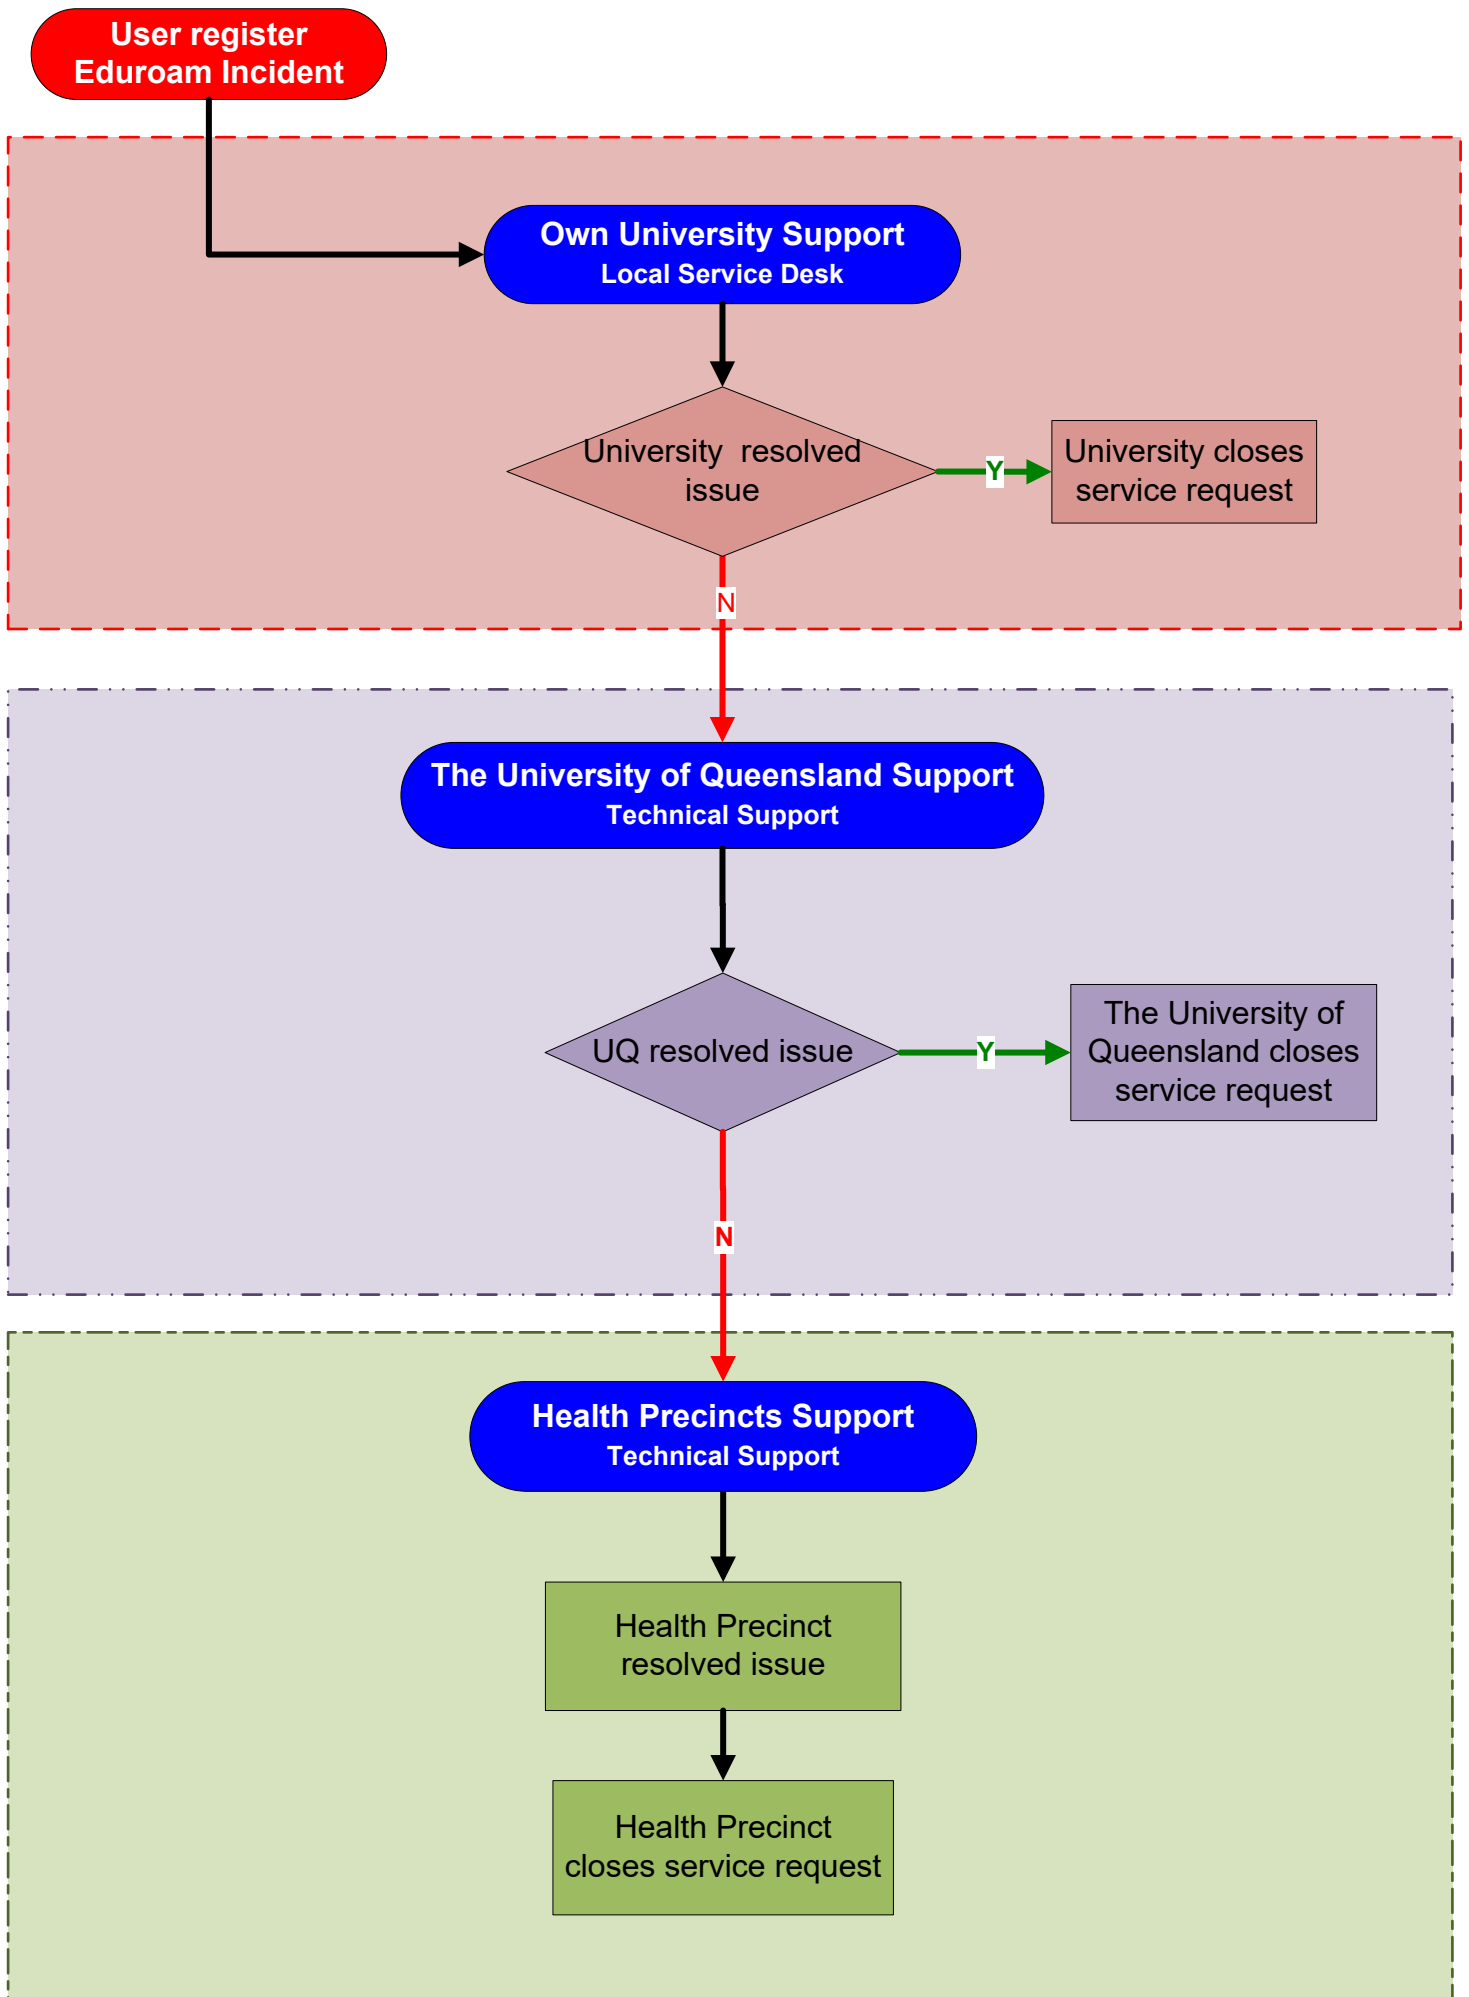 User register
Eduroam Incident
Own University Support
Local Service Desk
University resolved
issue
Y
University closes
service request
N
The University of Queensland Support
Technical Support
UQ resolved issue
Y
The University of
Queensland closes
service request
N
Health Precincts Support
Technical Support
Health Precinct
resolved issue
Health Precinct
closes service request